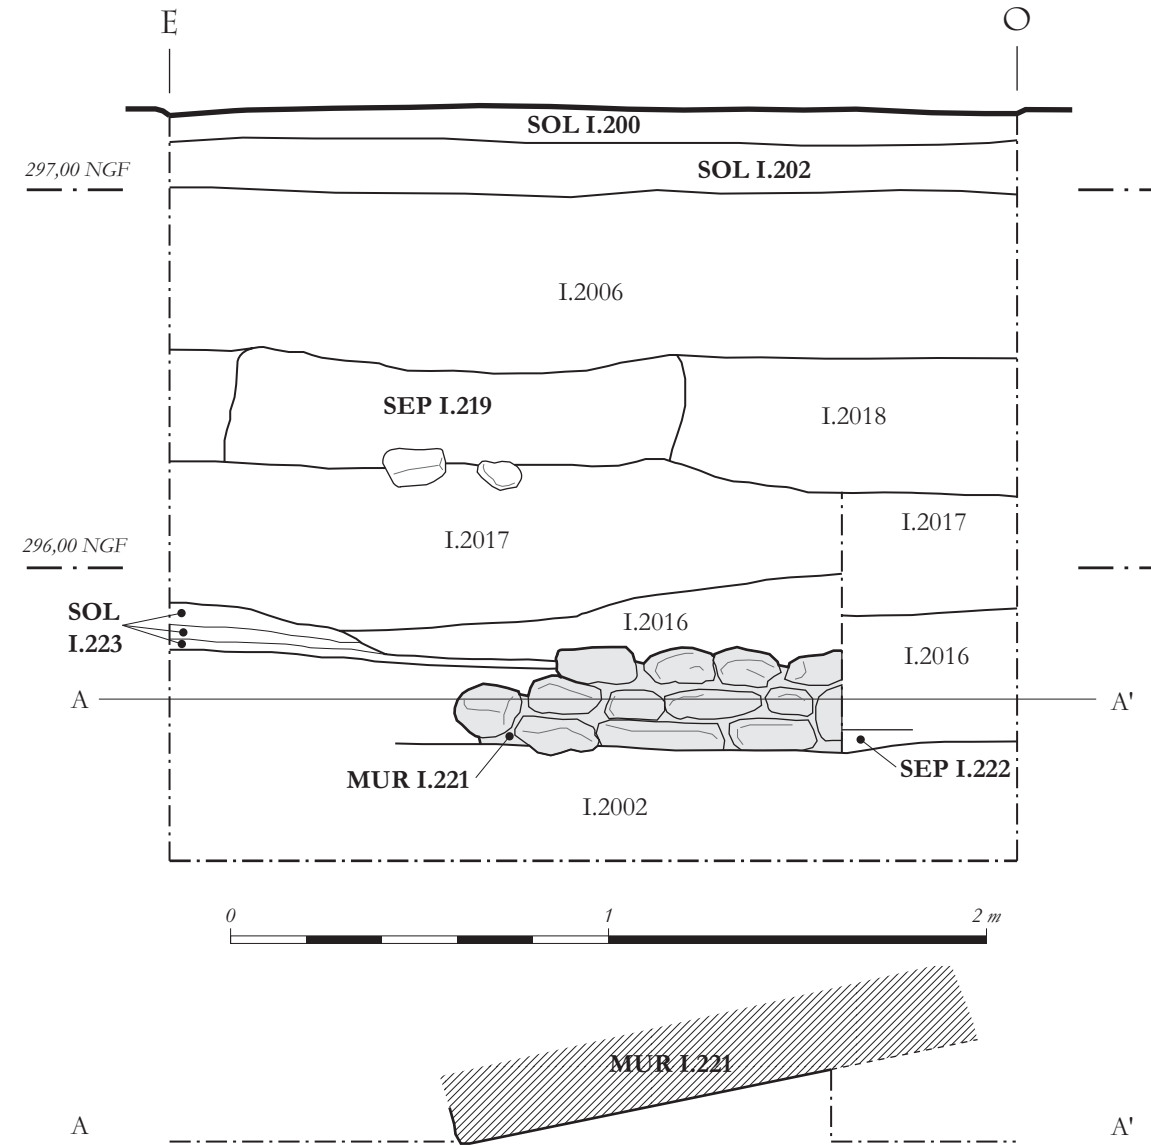 E
O
SOL I.200
297,00 NGF
SOL I.202
I.2006
SEP I.219
I.2018
I.2017
I.2017
296,00 NGF
SOL
I.223
I.2016
I.2016
A
A'
MUR I.221
SEP I.222
I.2002
0 1 2 m
MUR I.221
A
A'